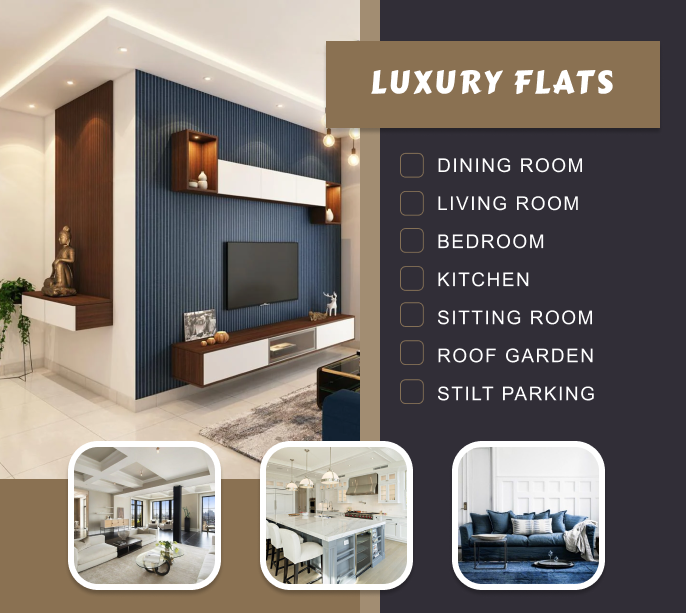 LUXURY FLATS
DINING ROOM
LIVING ROOM
BEDROOM
KITCHEN
SITTING ROOM
ROOF GARDEN
STILT PARKING